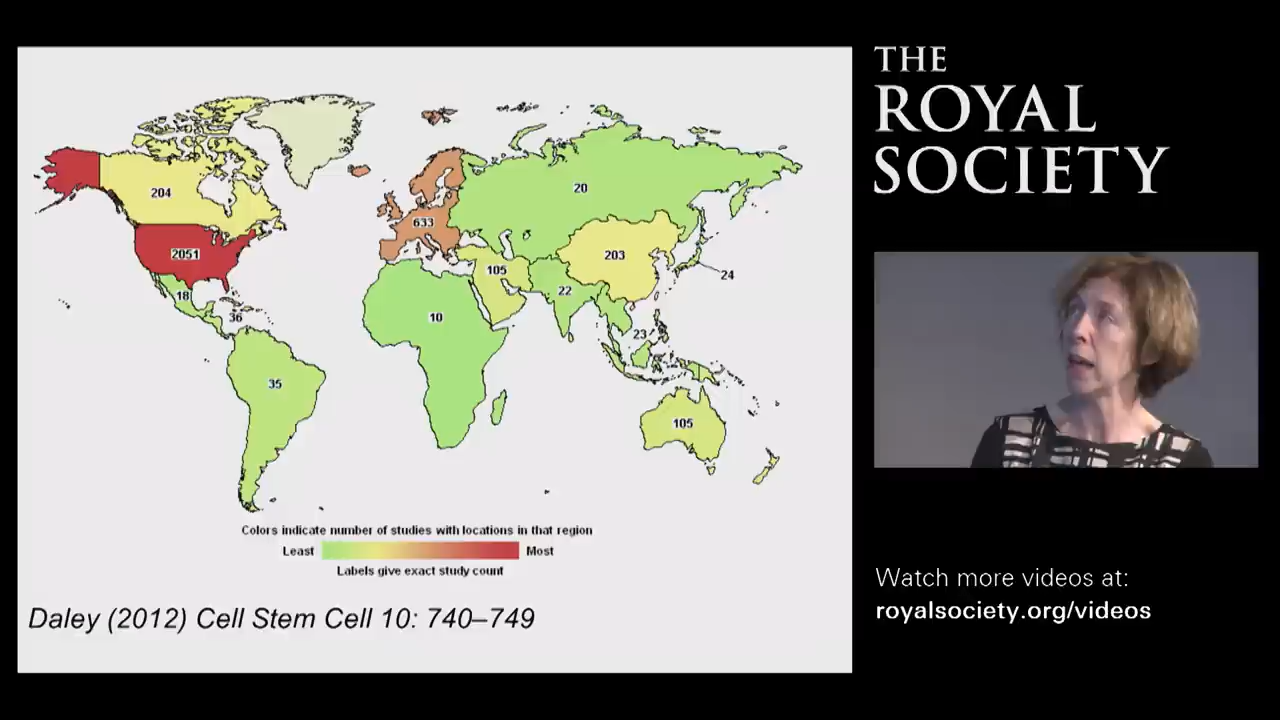 THE
ROYAL
SOCIETY
204
2051
18
36
35
633
10
105
20
203
22
24
23
105
Colors indicate number of studies with locations in that region
Least Most
Labels give exact study count
Daley (2012) Cell Stem Cell 10: 740–749
Watch more videos at:
royalsociety.org/videos